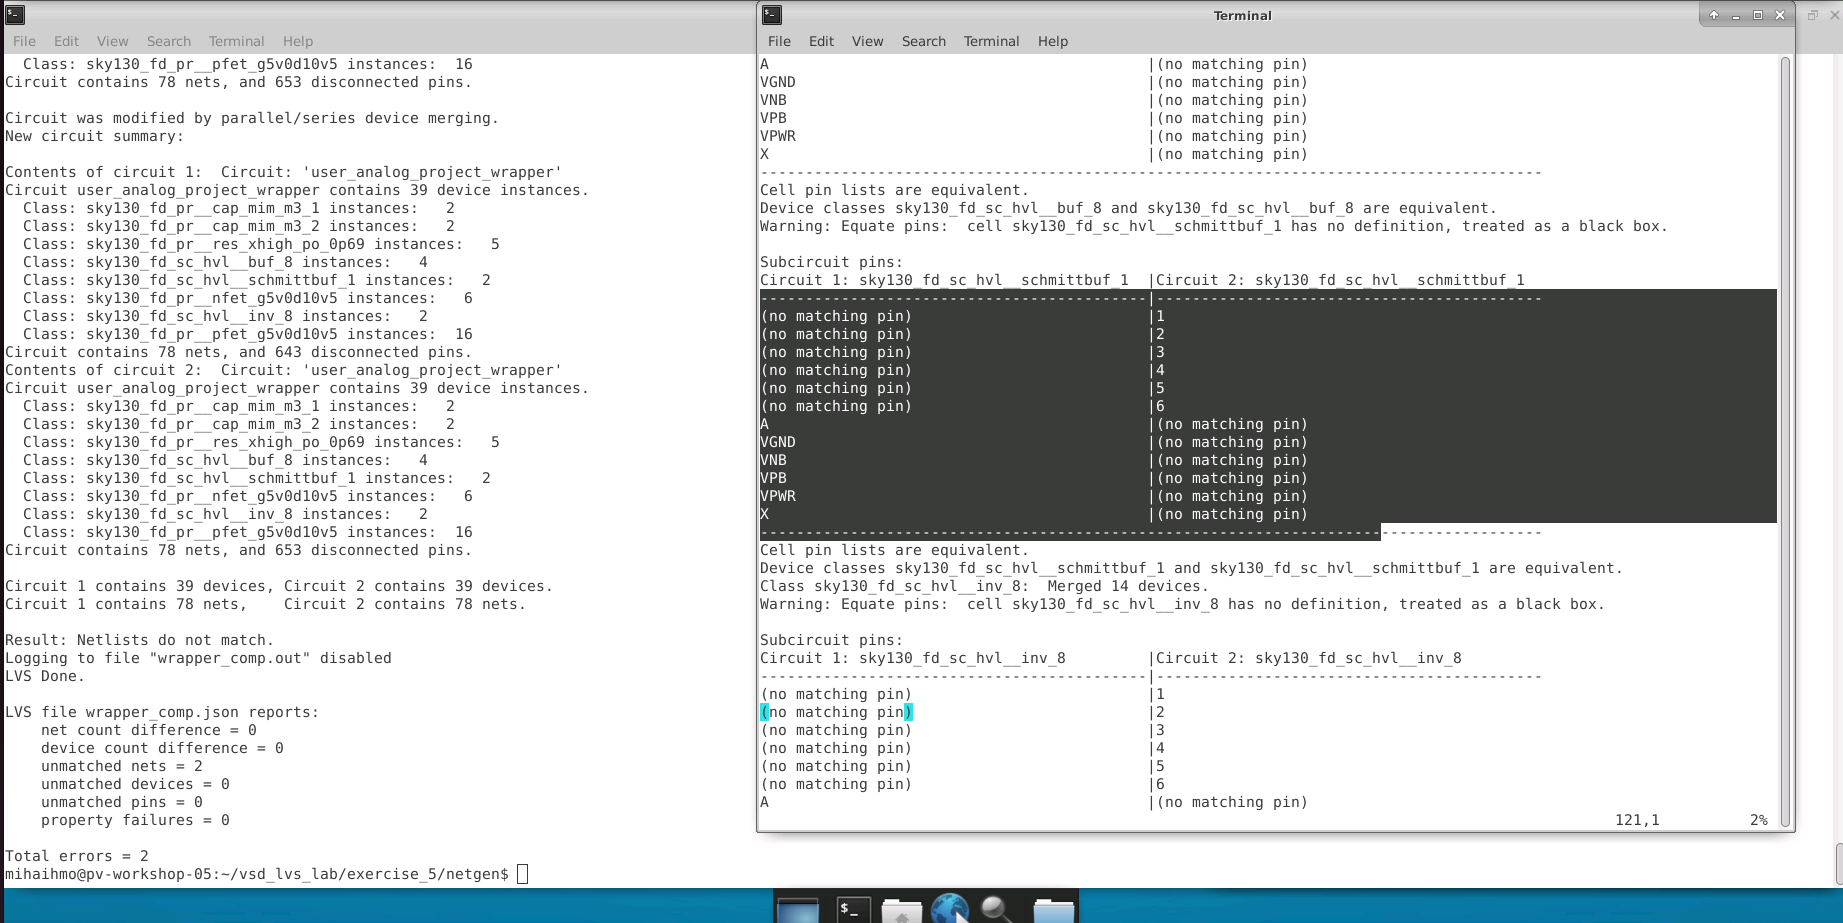 File Edit View Search Terminal Help
Class: sky130_fd_pr__pfet_g5v0d10v5 instances:  16
Circuit contains 78 nets, and 653 disconnected pins.
Circuit was modified by parallel/series device merging.
New circuit summary:
Contents of circuit 1:  Circuit: 'user_analog_project_wrapper'
Circuit user_analog_project_wrapper contains 39 device instances.
  Class: sky130_fd_pr__cap_mim_m3_1 instances:   2
  Class: sky130_fd_pr__cap_mim_m3_2 instances:   2
  Class: sky130_fd_pr__res_xhigh_po_0p69 instances:   5
  Class: sky130_fd_sc_hvl__buf_8 instances:   4
  Class: sky130_fd_sc_hvl__schmittbuf_1 instances:   2
  Class: sky130_fd_pr__nfet_g5v0d10v5 instances:   6
  Class: sky130_fd_sc_hvl__inv_8 instances:   2
  Class: sky130_fd_pr__pfet_g5v0d10v5 instances:  16
Circuit contains 78 nets, and 643 disconnected pins.
Contents of circuit 2:  Circuit: 'user_analog_project_wrapper'
Circuit user_analog_project_wrapper contains 39 device instances.
  Class: sky130_fd_pr__cap_mim_m3_1 instances:   2
  Class: sky130_fd_pr__cap_mim_m3_2 instances:   2
  Class: sky130_fd_pr__res_xhigh_po_0p69 instances:   5
  Class: sky130_fd_sc_hvl__buf_8 instances:   4
  Class: sky130_fd_sc_hvl__schmittbuf_1 instances:   2
  Class: sky130_fd_pr__nfet_g5v0d10v5 instances:   6
  Class: sky130_fd_sc_hvl__inv_8 instances:   2
  Class: sky130_fd_pr__pfet_g5v0d10v5 instances:  16
Circuit contains 78 nets, and 653 disconnected pins.
Circuit 1 contains 39 devices, Circuit 2 contains 39 devices.
Circuit 1 contains 78 nets,    Circuit 2 contains 78 nets.
Result: Netlists do not match.
Logging to file "wrapper_comp.out" disabled
LVS Done.
LVS file wrapper_comp.json reports:
    net count difference = 0
    device count difference = 0
    unmatched nets = 2
    unmatched devices = 0
    unmatched pins = 0
    property failures = 0
Total errors = 2
mihaihmo@pv-workshop-05:~/vsd_lvs_lab/exercise_5/netgen$
Terminal
File Edit View Search Terminal Help
A |(no matching pin)
VGND |(no matching pin)
VNB |(no matching pin)
VPB |(no matching pin)
VPWR |(no matching pin)
X |(no matching pin)
---------------------------------------------------------------------------------------
Cell pin lists are equivalent.
Device classes sky130_fd_sc_hvl__buf_8 and sky130_fd_sc_hvl__buf_8 are equivalent.
Warning: Equate pins:  cell sky130_fd_sc_hvl__schmittbuf_1 has no definition, treated as a black box.
Subcircuit pins:
Circuit 1: sky130_fd_sc_hvl__schmittbuf_1  |Circuit 2: sky130_fd_sc_hvl__schmittbuf_1
-------------------------------------------|-------------------------------------------
(no matching pin) |1
(no matching pin) |2
(no matching pin) |3
(no matching pin) |4
(no matching pin) |5
(no matching pin) |6
A |(no matching pin)
VGND |(no matching pin)
VNB |(no matching pin)
VPB |(no matching pin)
VPWR |(no matching pin)
X |(no matching pin)
---------------------------------------------------------------------------------------
Cell pin lists are equivalent.
Device classes sky130_fd_sc_hvl__schmittbuf_1 and sky130_fd_sc_hvl__schmittbuf_1 are equivalent.
Class sky130_fd_sc_hvl__inv_8:  Merged 14 devices.
Warning: Equate pins:  cell sky130_fd_sc_hvl__inv_8 has no definition, treated as a black box.
Subcircuit pins:
Circuit 1: sky130_fd_sc_hvl__inv_8         |Circuit 2: sky130_fd_sc_hvl__inv_8
-------------------------------------------|-------------------------------------------
(no matching pin) |1
(no matching pin) |2
(no matching pin) |3
(no matching pin) |4
(no matching pin) |5
(no matching pin) |6
A |(no matching pin)
121,1 2%
$_